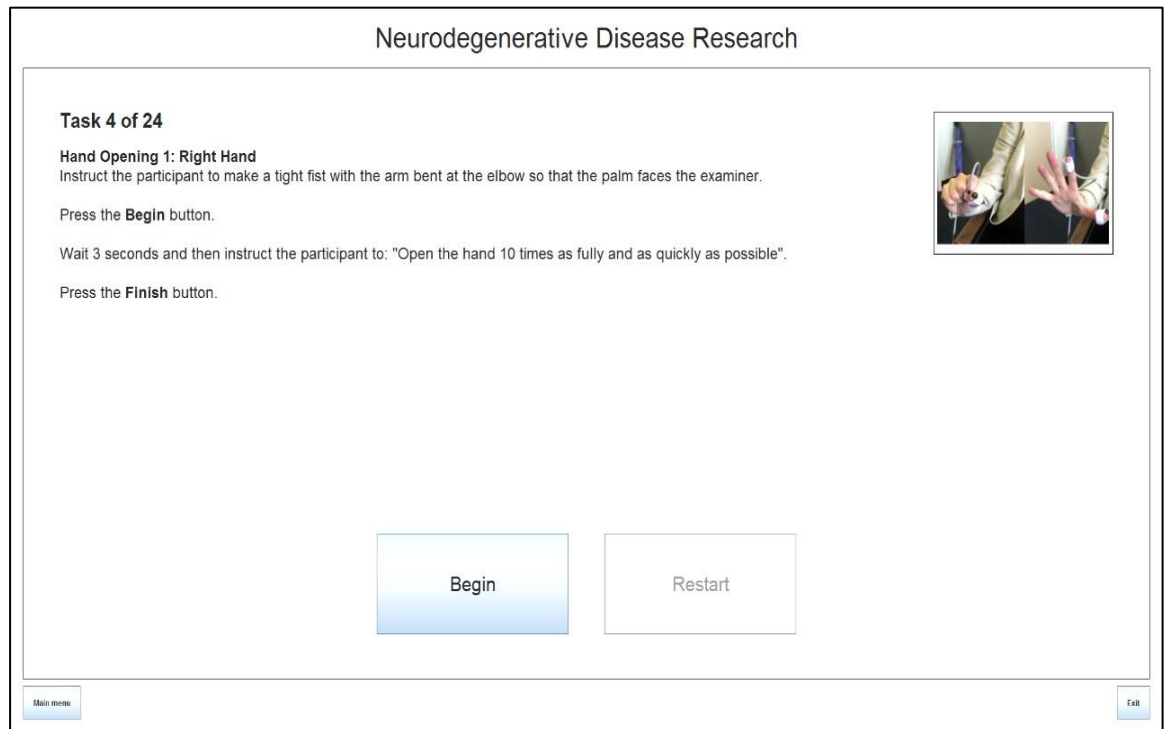 Neurodegenerative Disease Research
Task 4 of 24
Hand Opening 1: Right Hand
Instruct the participant to make a tight fist with the arm bent at the elbow so that the palm faces the examiner.
Press the Begin button.
Wait 3 seconds and then instruct the participant to: "Open the hand 10 times as fully and as quickly as possible".
Press the Finish button.
Begin
Restart
Main menu
Exit